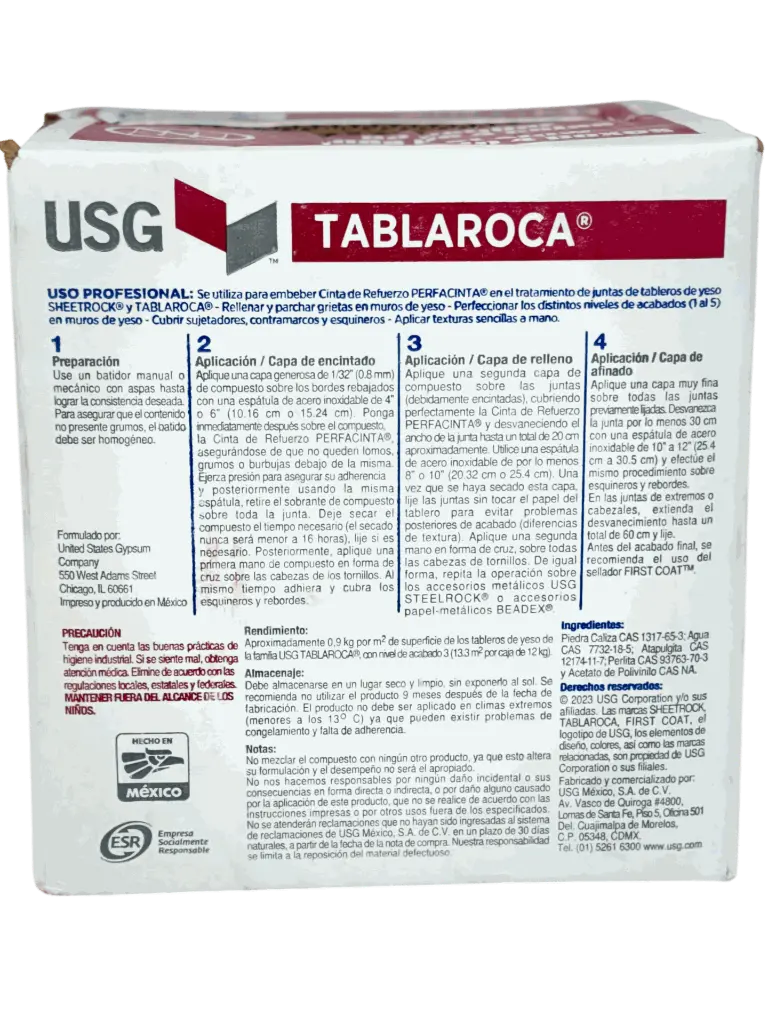 USG
TABLAROCA®
TM
USO PROFESIONAL: Se utiliza para embeber Cinta de Refuerzo PERFACINTA® en el tratamiento de juntas de tableros de yeso
SHEETROCK® y TABLAROCA® - Rellenar y parchar grietas en muros de yeso - Perfeccionar los distintos niveles de acabados (1 al 5)
en muros de yeso - Cubrir sujetadores, contramarcos y esquineros - Aplicar texturas sencillas a mano.
1
Preparación
Use un batidor manual o
mecánico con aspas hasta
lograr la consistencia deseada.
Para asegurar que el contenido
no presente grumos, el batido
debe ser homogéneo.
Formulado por:
United States Gypsum
Company
550 West Adams Street
Chicago, IL 60661
Impreso y producido en México
2
Aplicación / Capa de encintado
Aplique una capa generosa de 1/32" (0.8 mm)
de compuesto sobre los bordes rebajados
con una espátula de acero inoxidable de 4"
o 6" (10.16 cm o 15.24 cm). Ponga
inmediatamente después sobre el compuesto,
la Cinta de Refuerzo PERFACINTA®,
asegurándose de que no queden lomos,
grumos o burbujas debajo de la misma.
Ejerza presión para asegurar su adherencia
y posteriormente usando la misma
espátula, retire el sobrante de compuesto
sobre toda la junta. Deje secar el
compuesto el tiempo necesario (el secado
nunca será menor a 16 horas), lije si es
necesario. Posteriormente, aplique una
primera mano de compuesto en forma de
cruz sobre las cabezas de los tornillos. Al
mismo tiempo adhiera y cubra los
esquineros y rebordes.
3
Aplicación / Capa de relleno
Aplique una segunda capa de
compuesto sobre las juntas
(debidamente encintadas), cubriendo
perfectamente la Cinta de Refuerzo
PERFACINTA® y desvaneciendo el
ancho de la junta hasta un total de 20 cm
aproximadamente. Utilice una espátula
de acero inoxidable de por lo menos
8" o 10" (20.32 cm o 25.4 cm). Una
vez que se haya secado esta capa,
lije las juntas sin tocar el papel del
tablero para evitar problemas
posteriores de acabado (diferencias
de textura). Aplique una segunda
mano en forma de cruz, sobre todas
las cabezas de tornillos. De igual
forma, repita la operación sobre
los accesorios metálicos USG
STEELROCK® o accesorios
papel-metálicos BEADEX®.
4
Aplicación / Capa de
afinado
Aplique una capa muy fina
sobre todas las juntas
previamente lijadas. Desvanezca
la junta por lo menos 30 cm
con una espátula de acero
inoxidable de 10" a 12" (25.4
cm a 30.5 cm) y efectúe el
mismo procedimiento sobre
esquineros y rebordes.
En las juntas de extremos o
cabezales, extienda el
desvanecimiento hasta un
total de 60 cm y lije.
Antes del acabado final, se
recomienda el uso del
sellador FIRST COAT™.
PRECAUCIÓN
Tenga en cuenta las buenas prácticas de
higiene industrial. Si se siente mal, obtenga
atención médica. Elimine de acuerdo con las
regulaciones locales, estatales y federales.
MANTENER FUERA DEL ALCANCE DE LOS
NIÑOS.
HECHO EN
MÉXICO
ESR
Empresa
Socialmente
Responsable
Rendimiento:
Aproximadamente 0,9 kg por m² de superficie de los tableros de yeso de
la familia USG TABLAROCA®, con nivel de acabado 3 (13.3 m² por caja de 12 kg).
Almacenaje:
Debe almacenarse en un lugar seco y limpio, sin exponerlo al sol. Se
recomienda no utilizar el producto 9 meses después de la fecha de
fabricación. El producto no debe ser aplicado en climas extremos
(menores a los 13° C) ya que pueden existir problemas de
congelamiento y falta de adherencia.
Notas:
No mezclar el compuesto con ningún otro producto, ya que esto altera
su formulación y el desempeño no será el apropiado.
No nos hacemos responsables por ningún daño incidental o sus
consecuencias en forma directa o indirecta, o por daño alguno causado
por la aplicación de este producto, que no se realice de acuerdo con las
instrucciones impresas o por otros usos fuera de los especificados.
No se atenderán reclamaciones que no hayan sido ingresadas al sistema
de reclamaciones de USG México, S.A. de C.V. en un plazo de 30 días
naturales, a partir de la fecha de la nota de compra. Nuestra responsabilidad
se limita a la reposición del material defectuoso.
Ingredientes:
Piedra Caliza CAS 1317-65-3; Agua
CAS 7732-18-5; Atapulgita CAS
12174-11-7; Perlita CAS 93763-70-3
y Acetato de Polivinilo CAS NA.
Derechos reservados:
© 2023 USG Corporation y/o sus
afiliadas. Las marcas SHEETROCK,
TABLAROCA, FIRST COAT, el
logotipo de USG, los elementos de
diseño, colores, así como las marcas
relacionadas, son propiedad de USG
Corporation o sus filiales.
Fabricado y comercializado por:
USG México, S.A. de C.V.
Av. Vasco de Quiroga #4800,
Lomas de Santa Fe, Piso 5, Oficina 501
Del. Cuajimalpa de Morelos,
C.P. 05348, CDMX.
Tel. (01) 5261 6300 www.usg.com